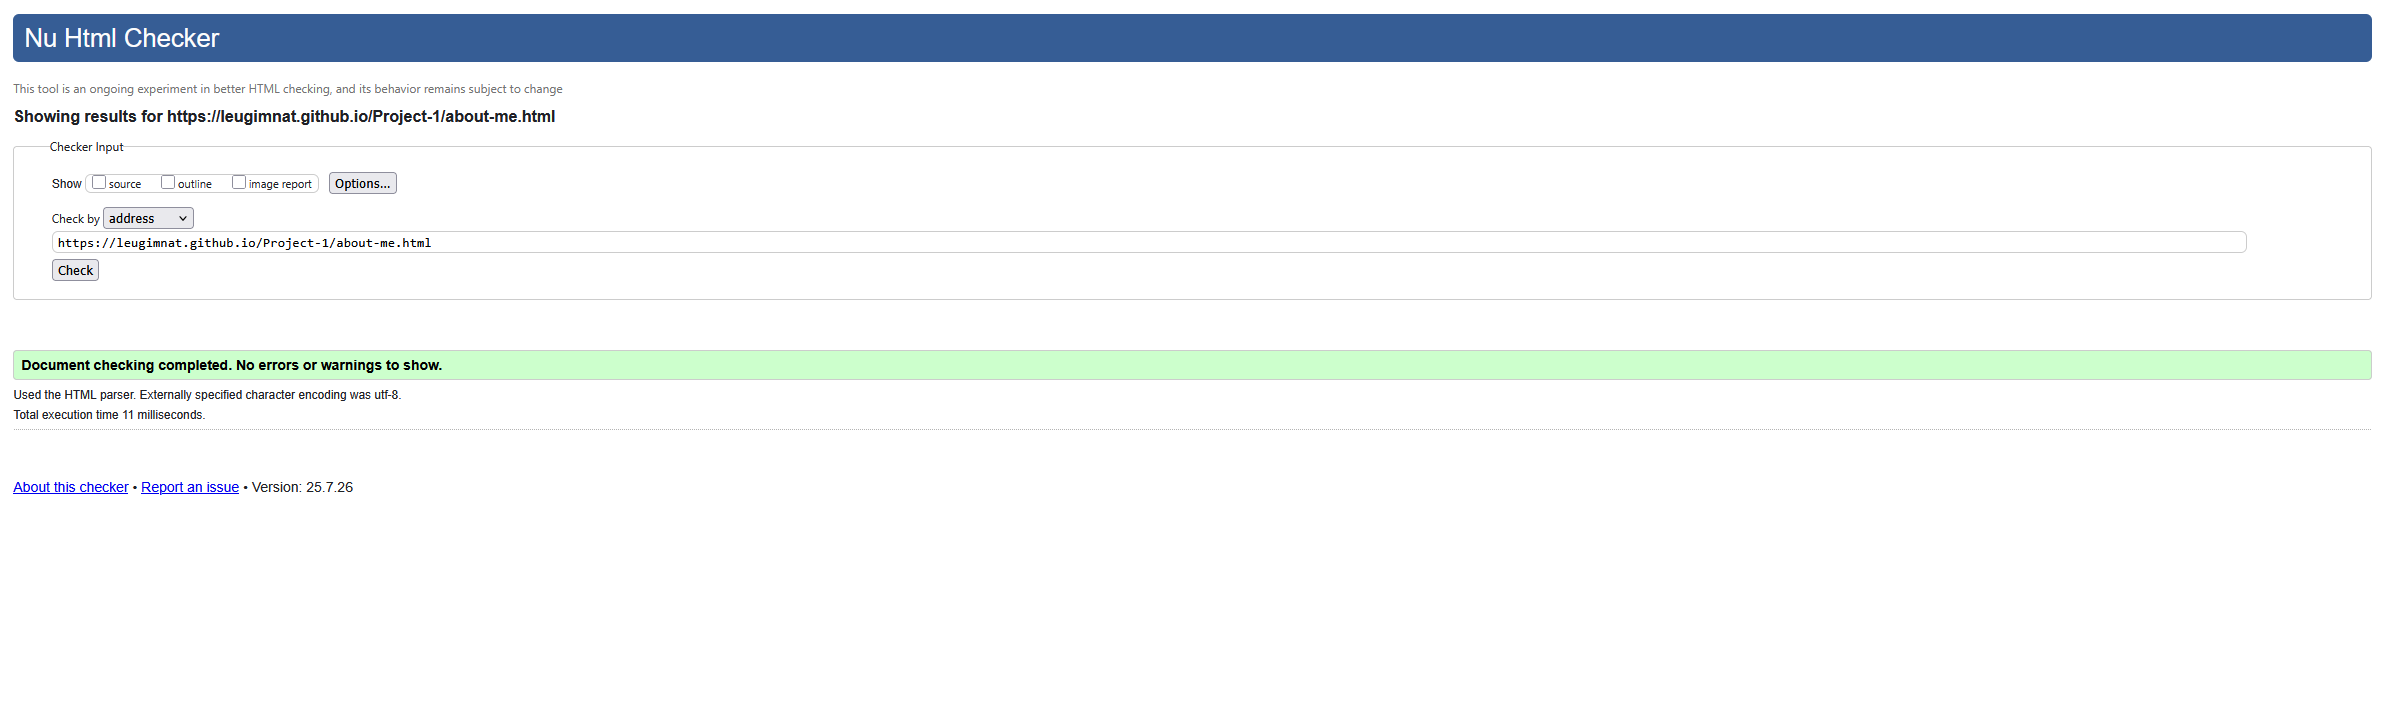 Nu Html Checker
This tool is an ongoing experiment in better HTML checking, and its behavior remains subject to change
Showing results for https://leugimnat.github.io/Project-1/about-me.html
Checker Input
Show source outline image report Options...
Check by address
https://leugimnat.github.io/Project-1/about-me.html
Check
Document checking completed. No errors or warnings to show.
Used the HTML parser. Externally specified character encoding was utf-8.
Total execution time 11 milliseconds.
About this checker • Report an issue • Version: 25.7.26